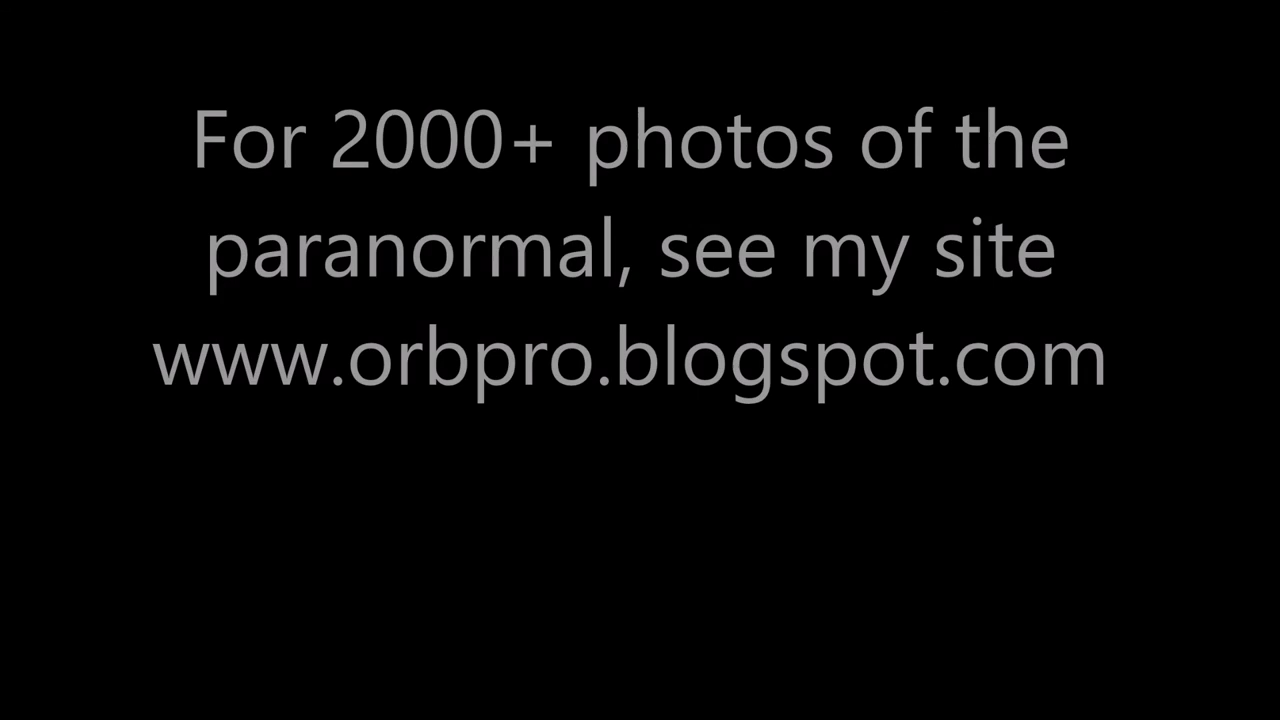 For 2000+ photos of the
paranormal, see my site
www.orbpro.blogspot.com